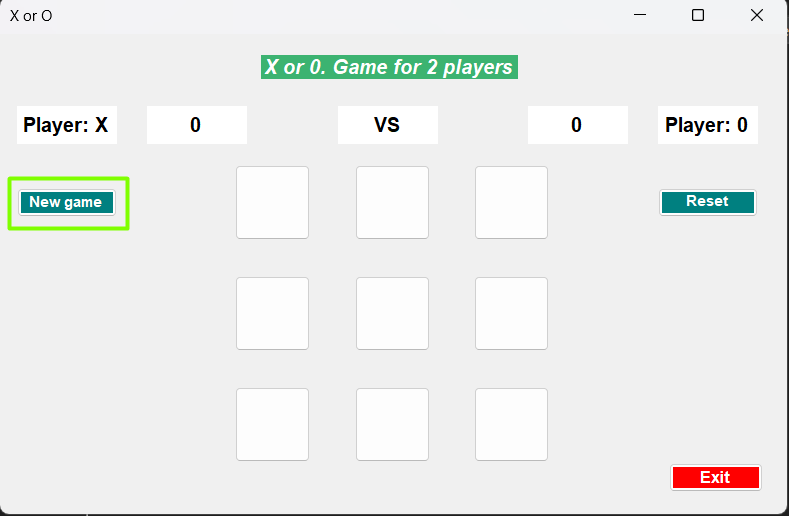 X or O
X or 0. Game for 2 players
Player: X 0 VS 0 Player: 0
New game Reset
Exit